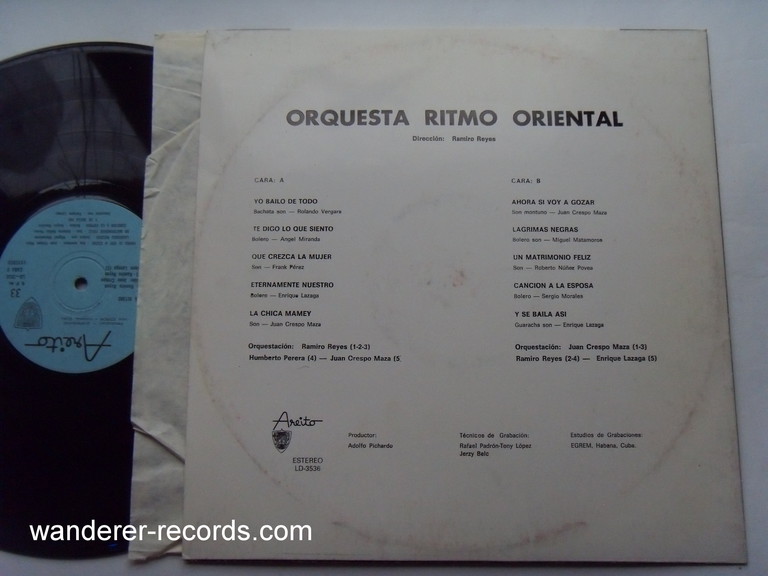 ORQUESTA RITMO ORIENTAL
Dirección: Ramiro Reyes
CARA: A
YO BAILO DE TODO
Bachata son — Rolando Vergara
TE DIGO LO QUE SIENTO
Bolero — Angel Miranda
QUE CREZCA LA MUJER
Son — Frank Pérez
ETERNAMENTE NUESTRO
Bolero — Enrique Lazaga
LA CHICA MAMEY
Son — Juan Crespo Maza
Orquestación: Ramiro Reyes (1-2-3)
Humberto Perera (4) — Juan Crespo Maza (5
CARA: B
AHORA SI VOY A GOZAR
Son montuno — Juan Crespo Maza
LAGRIMAS NEGRAS
Bolero son — Miguel Matamoros
UN MATRIMONIO FELIZ
Son — Roberto Núñez Poves
CANCION A LA ESPOSA
Bolero — Sergio Morales
Y SE BAILA ASI
Guaracha son — Enrique Lazaga
Orquestación: Juan Crespo Maza (1-3)
Ramiro Reyes (2-4) — Enrique Lazaga (5)
Areito
ESTEREO
LD-3536
Productor:
Adolfo Pichardo
Técnicos de Grabación:
Rafael Padrón-Tony López
Jerzy Belc
Estudios de Grabaciones:
EGREM, Habana, Cuba.
33
Areito
wanderer-records.com